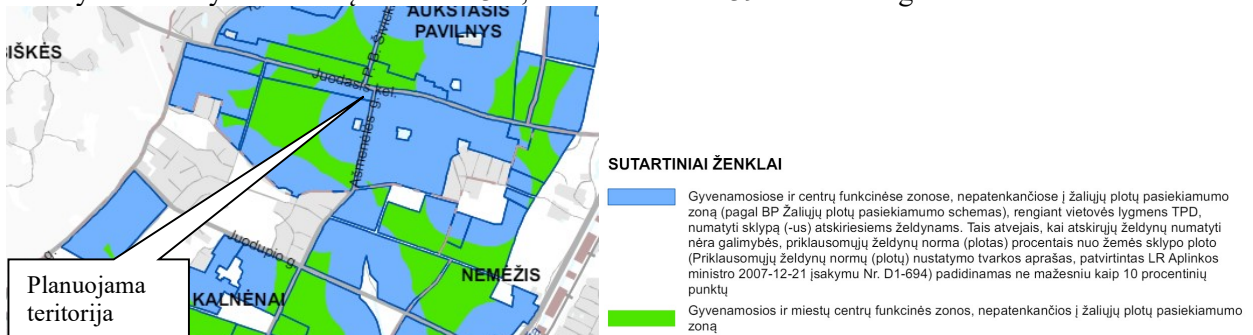 AUKŠTASIS
PAVILNYS
IŠKĖS
P. B. Šivick
Juodasis kel.
Ašmenėlės g.
Juodupio g.
g.
NEMĖŽIS
KALNĖNAI
Planuojama
teritorija
SUTARTINIAI ŽENKLAI
Gyvenamosiose ir centrų funkcinėse zonose, nepatenkančiose į žaliųjų plotų pasiekiamumo
zoną (pagal BP Žaliųjų plotų pasiekiamumo schemas), rengiant vietovės lygmens TPD,
numatyti sklypą (-us) atskiriesiems želdynams. Tais atvejais, kai atskirųjų želdynų numatyti
nėra galimybės, priklausomųjų želdynų norma (plotas) procentais nuo žemės sklypo ploto
(Priklausomųjų želdynų normų (plotų) nustatymo tvarkos aprašas, patvirtintas LR Aplinkos
ministro 2007-12-21 įsakymu Nr. D1-694) padidinamas ne mažesniu kaip 10 procentinių
punktų
Gyvenamosios ir miestų centrų funkcinės zonos, nepatenkančios į žaliųjų plotų pasiekiamumo
zoną